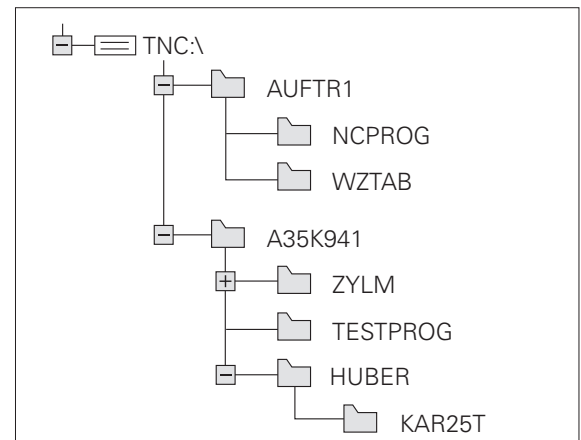 TNC:\
AUFTR1
NCPROG
WZTAB
A35K941
ZYLM
TESTPROG
HUBER
KAR25T